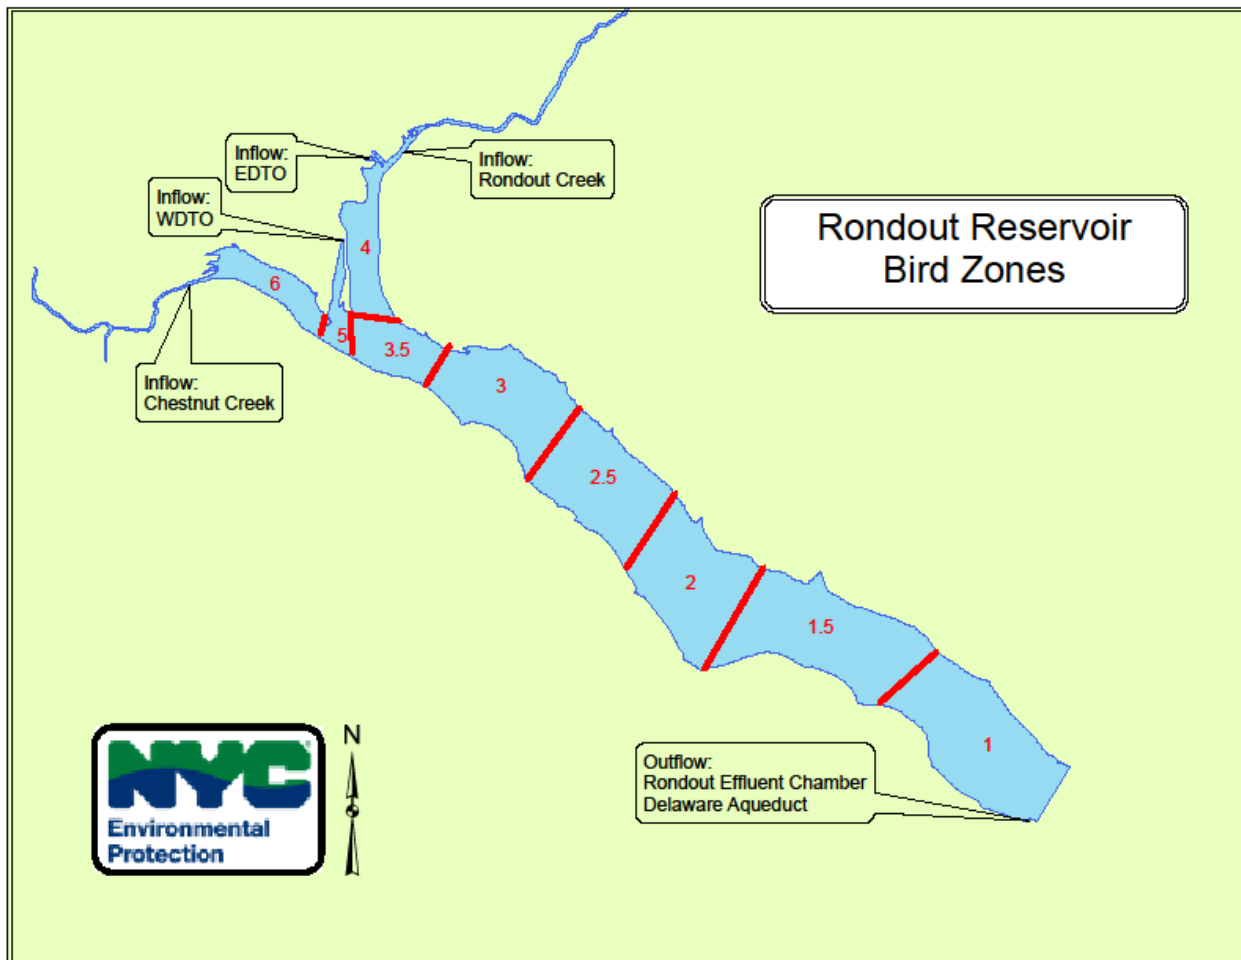 Inflow:
EDTO
Inflow:
Rondout Creek
Inflow:
WDTO
Rondout Reservoir
Bird Zones
4
6
5
3.5
3
Inflow:
Chestnut Creek
2.5
2
1.5
1
N
NYC
Environmental
Protection
Outflow:
Rondout Effluent Chamber
Delaware Aqueduct